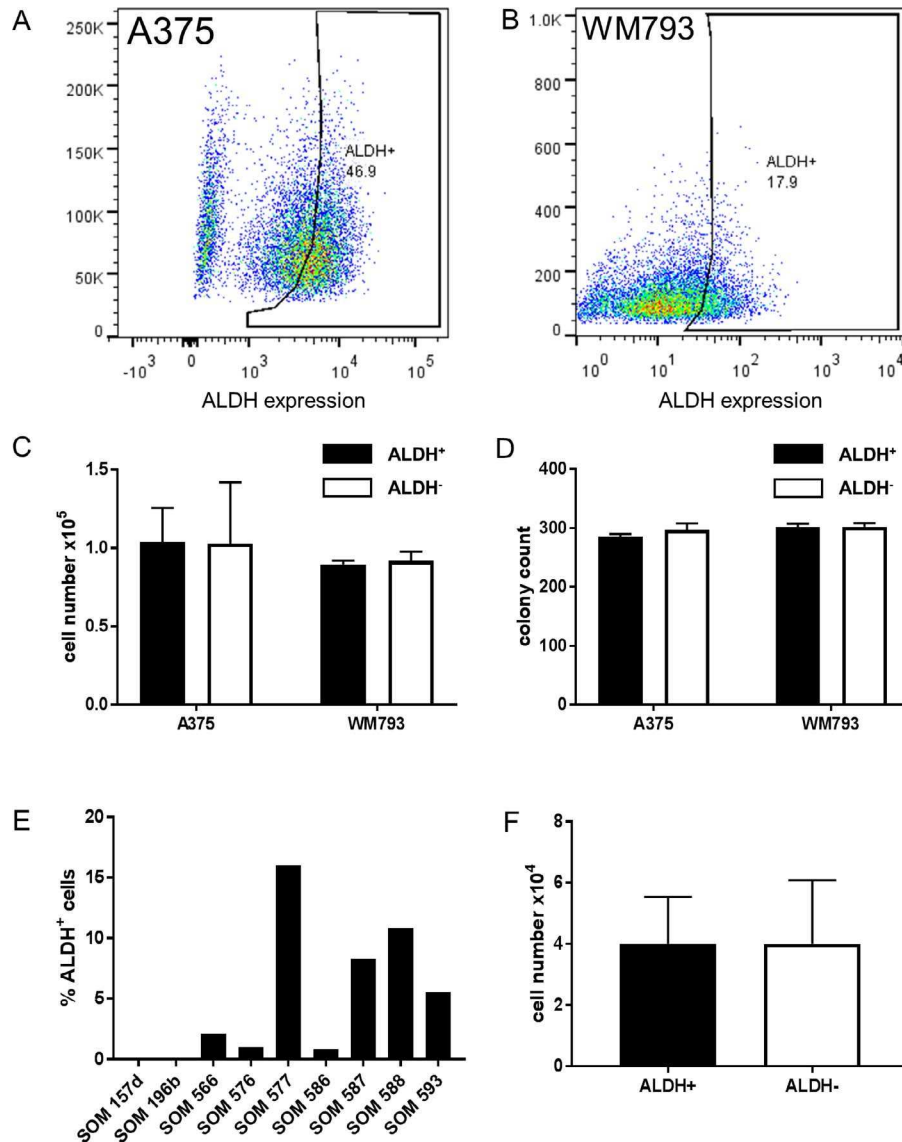 A
A375
250K
200K
150K
100K
50K
0
ALDH+
46.9
-10³ 0 10³ 10⁴ 10⁵
ALDH expression
B
WM793
1.0K
800
600
400
200
0
ALDH+
17.9
10⁰ 10¹ 10² 10³ 10⁴
ALDH expression
C
ALDH⁺
ALDH⁻
cell number x10⁵
1.5
1.0
0.5
0.0
A375 WM793
D
ALDH⁺
ALDH⁻
colony count
400
300
200
100
0
A375 WM793
E
% ALDH⁺ cells
20
15
10
5
0
SOM 157d
SOM 196b
SOM 566
SOM 576
SOM 577
SOM 586
SOM 587
SOM 588
SOM 593
F
cell number x10⁴
8
6
4
2
0
ALDH+ ALDH-